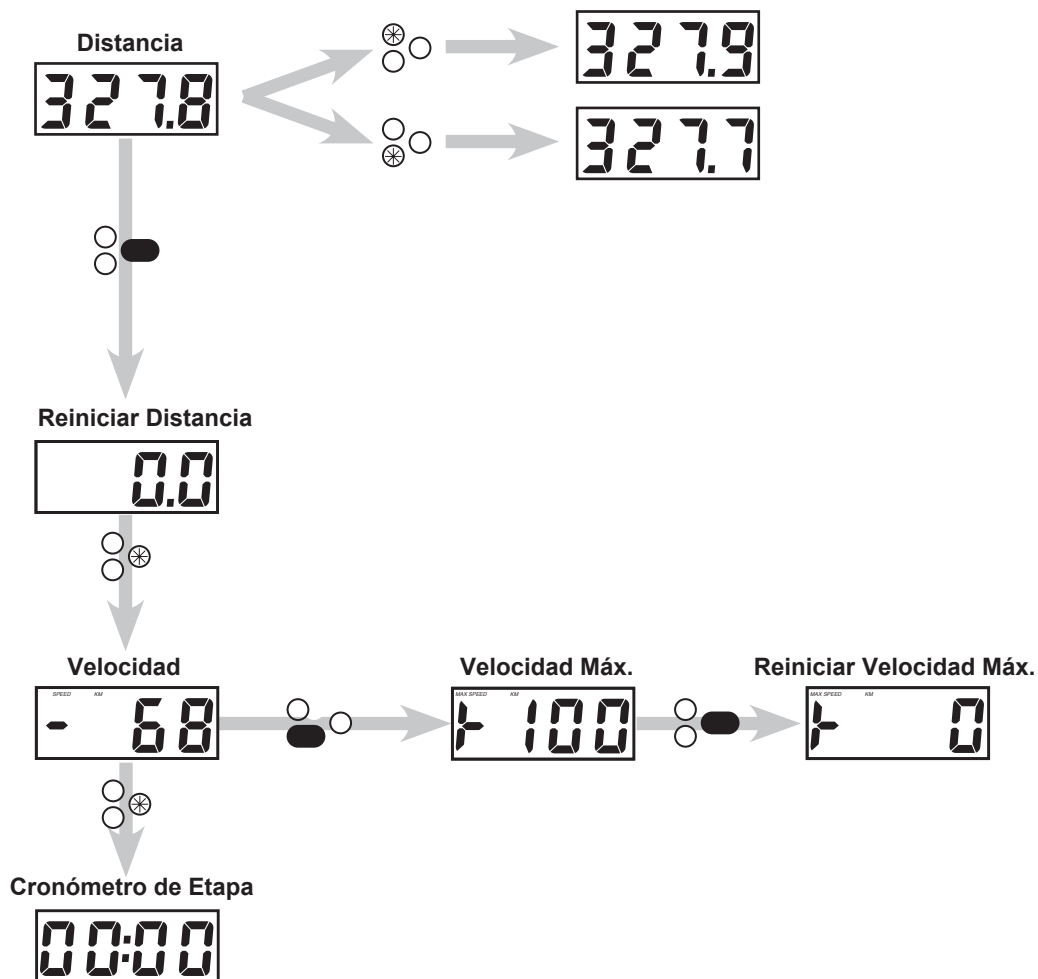 Distancia
327.8
327.9
327.7
Reiniciar Distancia
0.0
Velocidad
SPEED KM
- 68
Velocidad Máx.
MAX SPEED KM
100
Reiniciar Velocidad Máx.
MAX SPEED KM
0
Cronómetro de Etapa
00:00